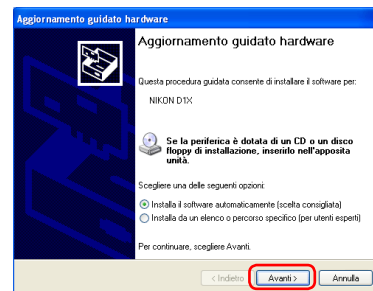 Aggiornamento guidato hardware
Aggiornamento guidato hardware
Questa procedura guidata consente di installare il software per:
NIKON D1X
Se la periferica è dotata di un CD o un disco
floppy di installazione, inserirlo nell'apposita
unità.
Scegliere una delle seguenti opzioni:
Installa il software automaticamente (scelta consigliata)
Installa da un elenco o percorso specifico (per utenti esperti)
Per continuare, scegliere Avanti.
< Indietro Avanti > Annulla